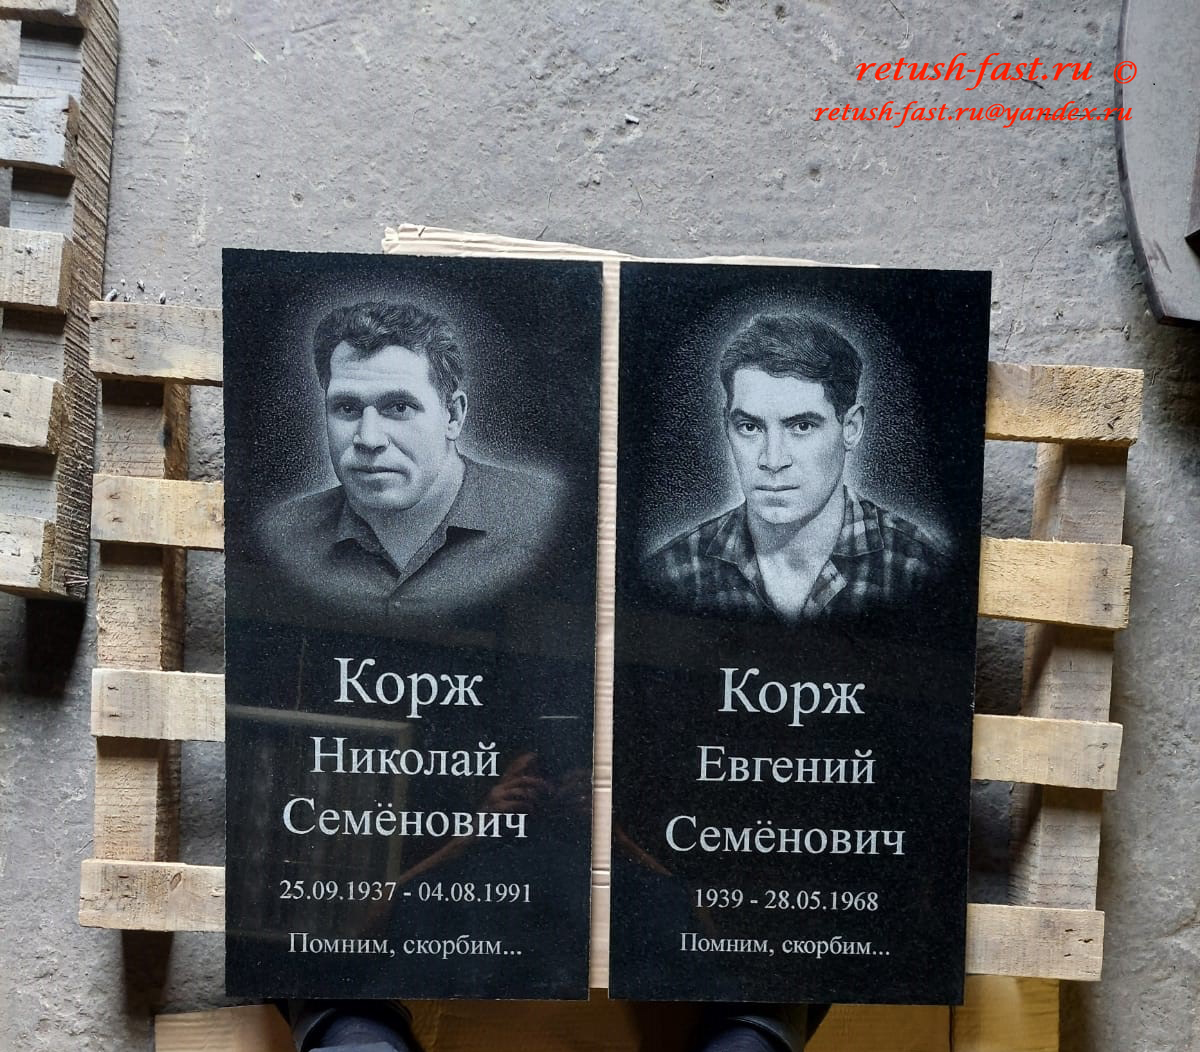 retush-fast.ru ©
retush-fast.ru@yandex.ru
Корж
Николай
Семёнович
25.09.1937 - 04.08.1991
Помним, скорбим...
Корж
Евгений
Семёнович
1939 - 28.05.1968
Помним, скорбим...